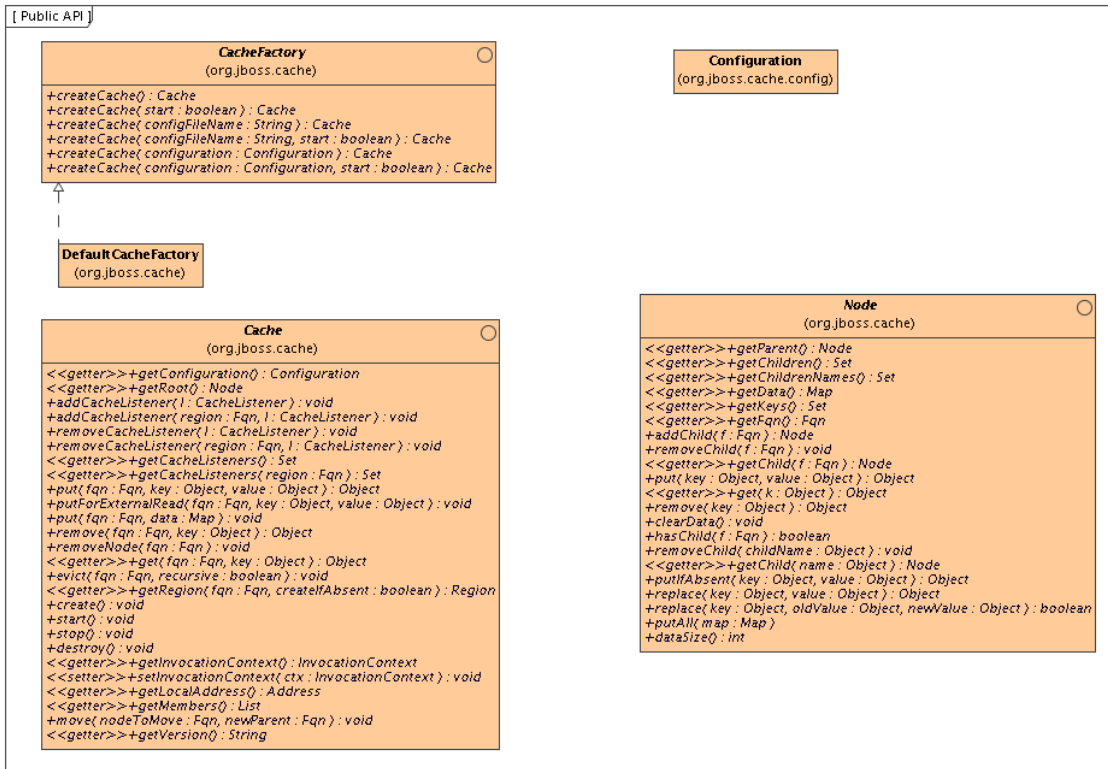 [ Public API ]
CacheFactory
(org.jboss.cache)
+createCache() : Cache
+createCache( start : boolean ) : Cache
+createCache( configFileName : String ) : Cache
+createCache( configFileName : String, start : boolean ) : Cache
+createCache( configuration : Configuration ) : Cache
+createCache( configuration : Configuration, start : boolean ) : Cache
Configuration
(org.jboss.cache.config)
DefaultCacheFactory
(org.jboss.cache)
Cache
(org.jboss.cache)
<<getter>>+getConfiguration() : Configuration
<<getter>>+getRoot() : Node
+addCacheListener( l : CacheListener ) : void
+addCacheListener( region : Fqn, l : CacheListener ) : void
+removeCacheListener( l : CacheListener ) : void
+removeCacheListener( region : Fqn, l : CacheListener ) : void
<<getter>>+getCacheListeners() : Set
<<getter>>+getCacheListeners( region : Fqn ) : Set
+put( fqn : Fqn, key : Object, value : Object ) : Object
+putForExternalRead( fqn : Fqn, key : Object, value : Object ) : void
+put( fqn : Fqn, data : Map ) : void
+remove( fqn : Fqn, key : Object ) : Object
+removeNode( fqn : Fqn ) : void
<<getter>>+get( fqn : Fqn, key : Object ) : Object
+evict( fqn : Fqn, recursive : boolean ) : void
<<getter>>+getRegion( fqn : Fqn, createIfAbsent : boolean ) : Region
+create() : void
+start() : void
+stop() : void
+destroy() : void
<<getter>>+getInvocationContext() : InvocationContext
<<setter>>+setInvocationContext( ctx : InvocationContext ) : void
<<getter>>+getLocalAddress() : Address
<<getter>>+getMembers() : List
+move( nodeToMove : Fqn, newParent : Fqn ) : void
<<getter>>+getVersion() : String
Node
(org.jboss.cache)
<<getter>>+getParent() : Node
<<getter>>+getChildren() : Set
<<getter>>+getChildrenNames() : Set
<<getter>>+getData() : Map
<<getter>>+getKeys() : Set
<<getter>>+getFqn() : Fqn
+addChild( f : Fqn ) : Node
+removeChild( f : Fqn ) : void
<<getter>>+getChild( f : Fqn ) : Node
+put( key : Object, value : Object ) : Object
<<getter>>+get( k : Object ) : Object
+remove( key : Object ) : Object
+clearData() : void
+hasChild( f : Fqn ) : boolean
+removeChild( childName : Object ) : void
<<getter>>+getChild( name : Object ) : Node
+putIfAbsent( key : Object, value : Object ) : Object
+replace( key : Object, value : Object ) : Object
+replace( key : Object, oldValue : Object, newValue : Object ) : boolean
+putAll( map : Map )
+dataSize() : int